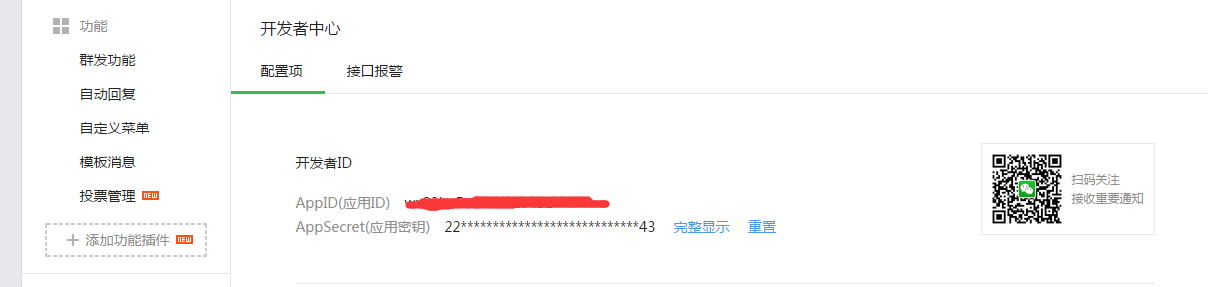 功能
群发功能
自动回复
自定义菜单
模板消息
投票管理 NEW
添加功能插件 NEW
开发者中心
配置项 接口报警
开发者ID
AppID(应用ID)
AppSecret(应用密钥) 22****************************43 完整显示 重置
扫码关注
接收重要通知